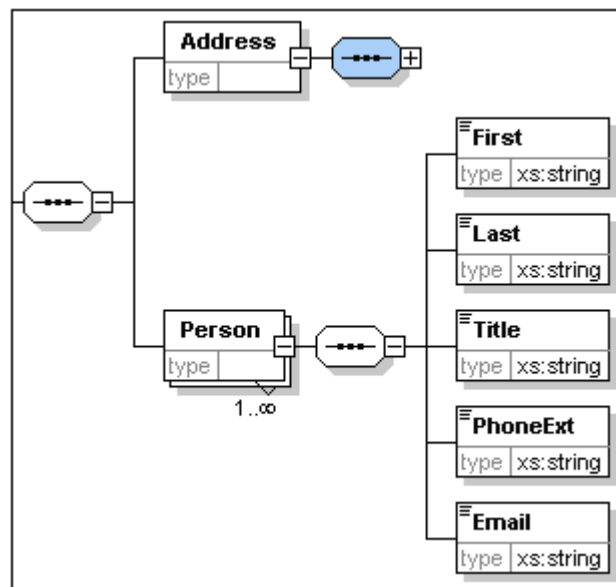 Address
type
Person
type
1..∞
First
type xs:string
Last
type xs:string
Title
type xs:string
PhoneExt
type xs:string
Email
type xs:string